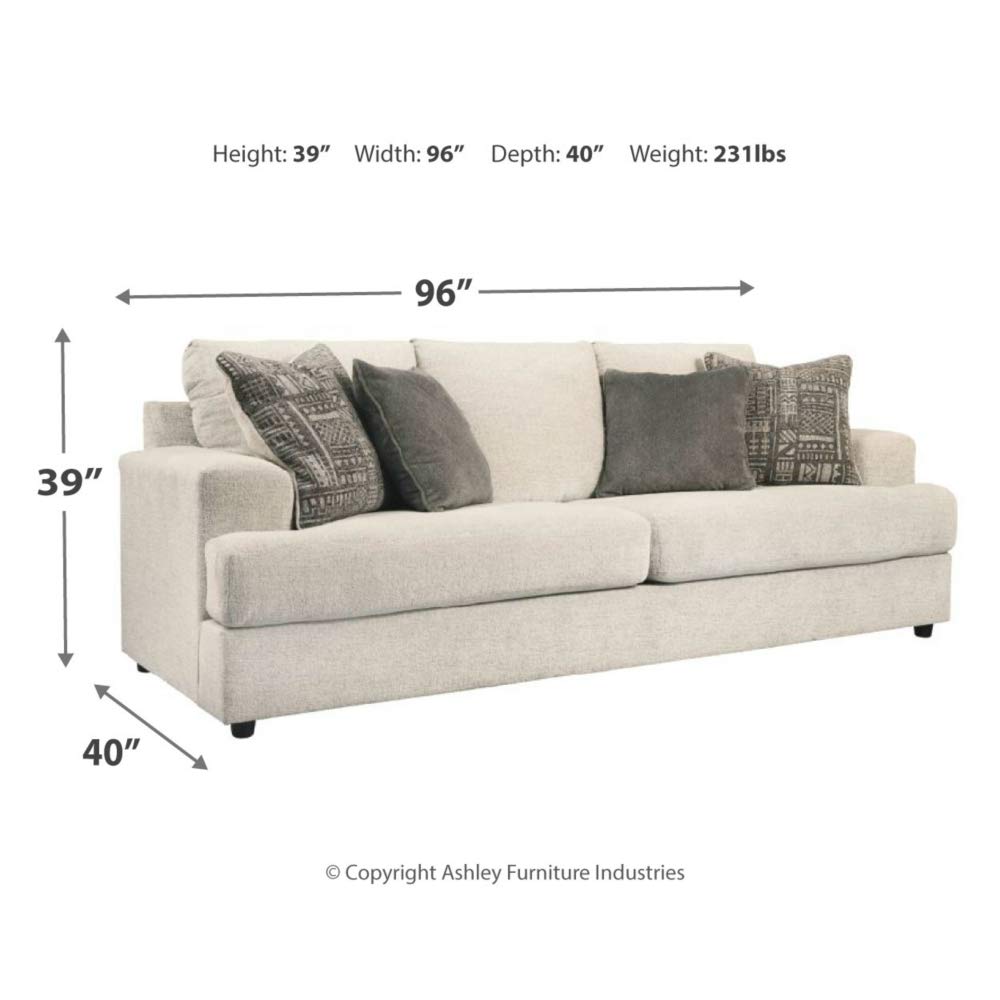 Height: 39” Width: 96” Depth: 40” Weight: 231lbs
96”
39”
40”
© Copyright Ashley Furniture Industries